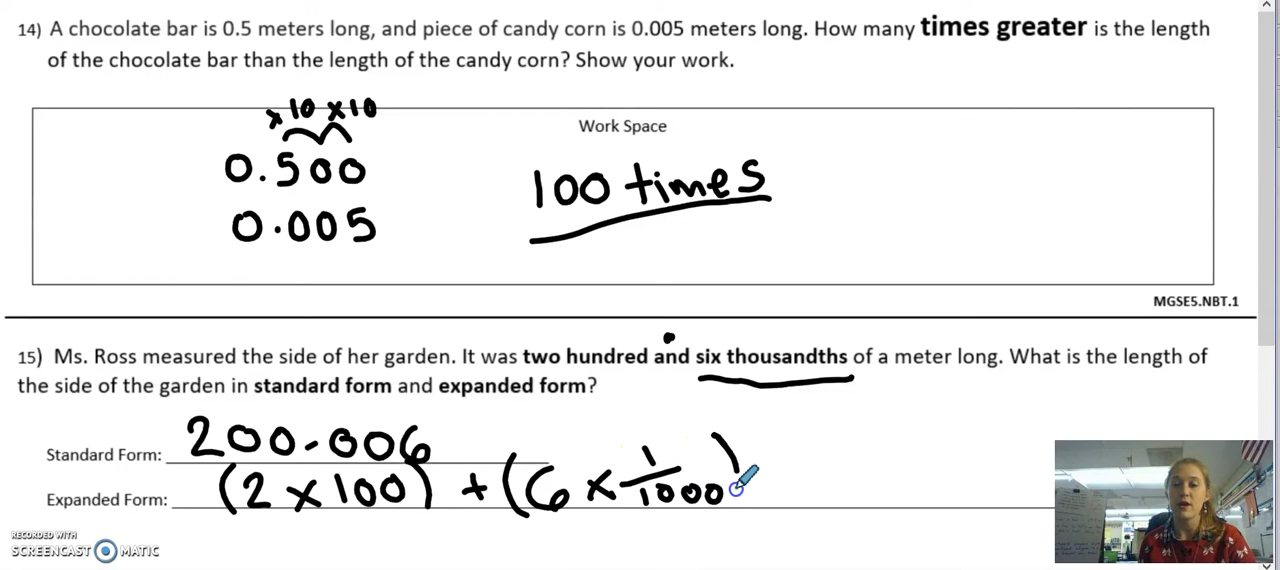 14) A chocolate bar is 0.5 meters long, and piece of candy corn is 0.005 meters long. How many times greater is the length
of the chocolate bar than the length of the candy corn? Show your work.
×10 ×10
Work Space
0.500
100 times
0.005
MGSE5.NBT.1
15) Ms. Ross measured the side of her garden. It was two hundred and six thousandths of a meter long. What is the length of
the side of the garden in standard form and expanded form?
Standard Form: 200.006
Expanded Form: (2 × 100) + (6 × 1/1000)
RECORDED WITH
SCREENCAST MATIC